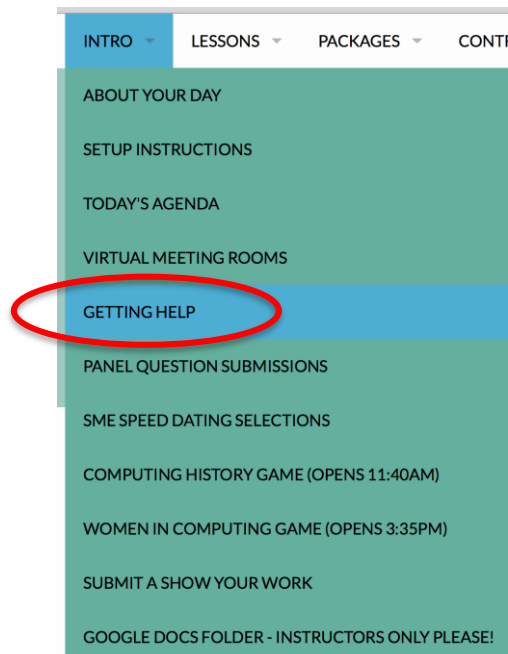 INTRO LESSONS PACKAGES
ABOUT YOUR DAY
SETUP INSTRUCTIONS
TODAY'S AGENDA
VIRTUAL MEETING ROOMS
GETTING HELP
PANEL QUESTION SUBMISSIONS
SME SPEED DATING SELECTIONS
COMPUTING HISTORY GAME (OPENS 11:40AM)
WOMEN IN COMPUTING GAME (OPENS 3:35PM)
SUBMIT A SHOW YOUR WORK
GOOGLE DOCS FOLDER - INSTRUCTORS ONLY PLEASE!